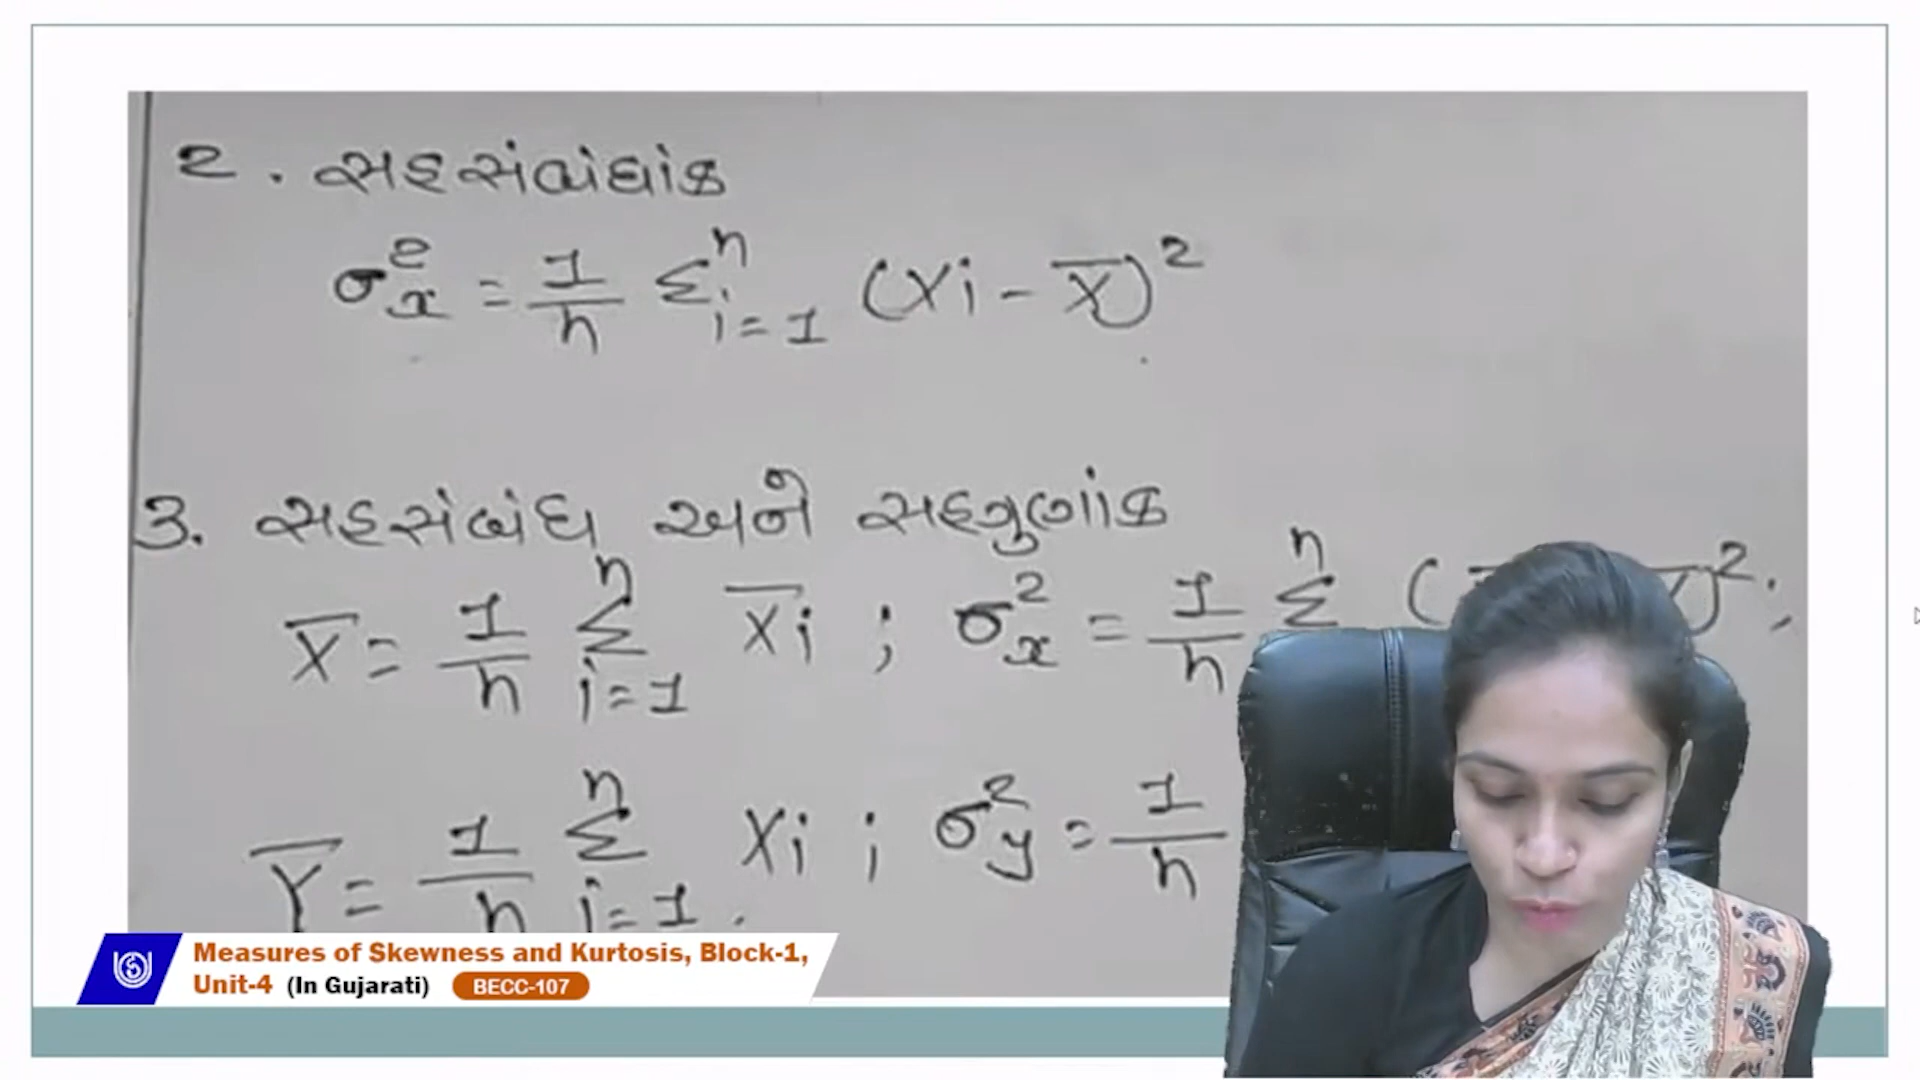 ૨. સહસંબંધાંક
σ²ₓ = 1/n Σⁿᵢ₌₁ (Xi - X̄)²
3. સહસંબંધ અને સહગુણાંક
X̄ = 1/n Σⁿᵢ₌₁ X̄i ; σ²ₓ = 1/n Σⁿ ( )² ;
Ȳ = 1/n Σⁿᵢ₌₁ Xi ; σ²y = 1/n
Measures of Skewness and Kurtosis, Block-1,
Unit-4 (In Gujarati) BECC-107